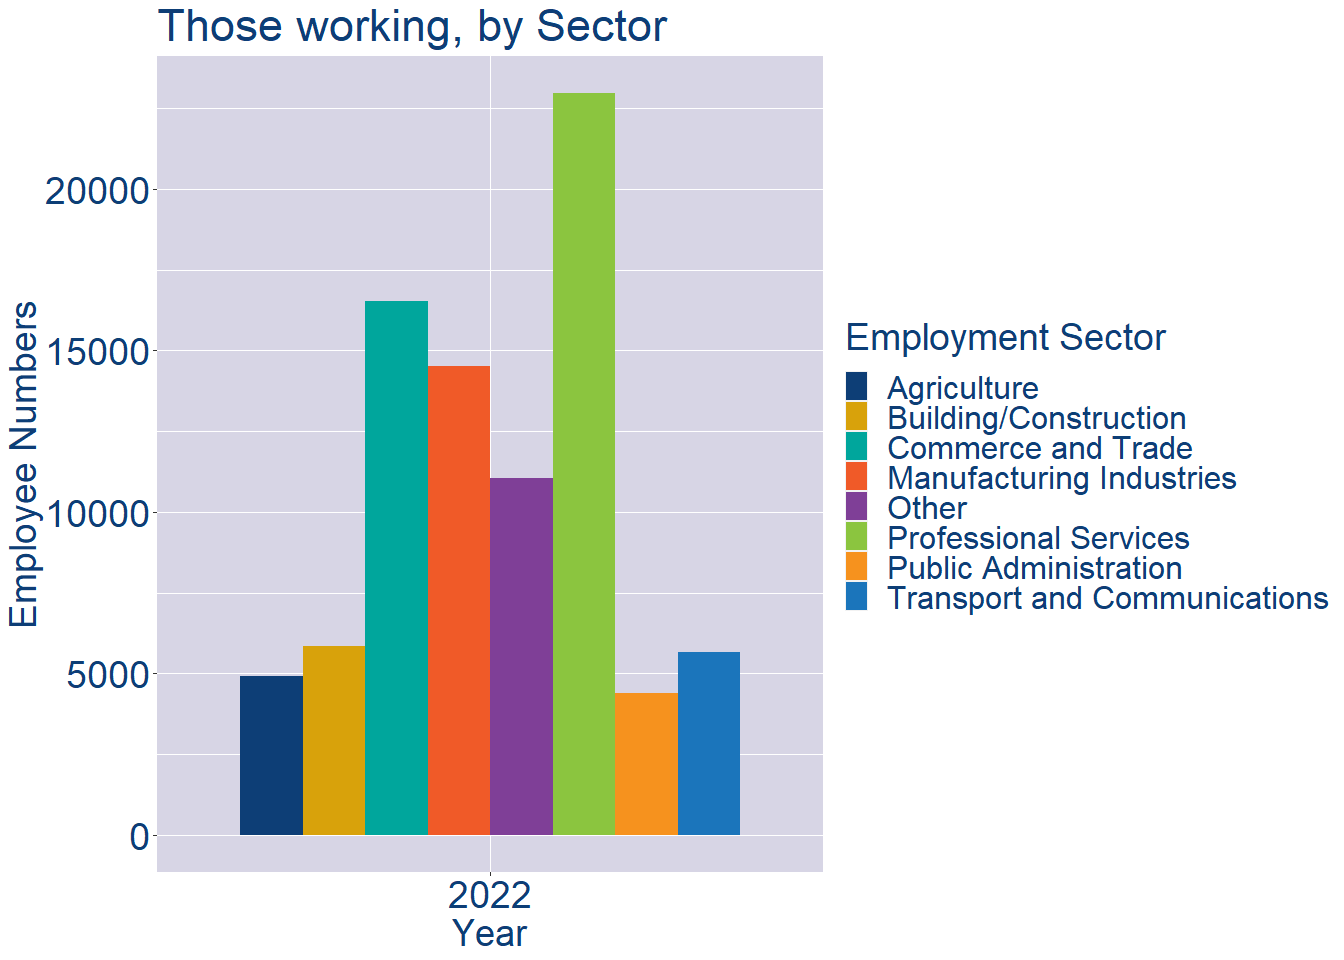 Those working, by Sector
Employee Numbers
20000
15000
10000
5000
0
2022
Year
Employment Sector
Agriculture
Building/Construction
Commerce and Trade
Manufacturing Industries
Other
Professional Services
Public Administration
Transport and Communications